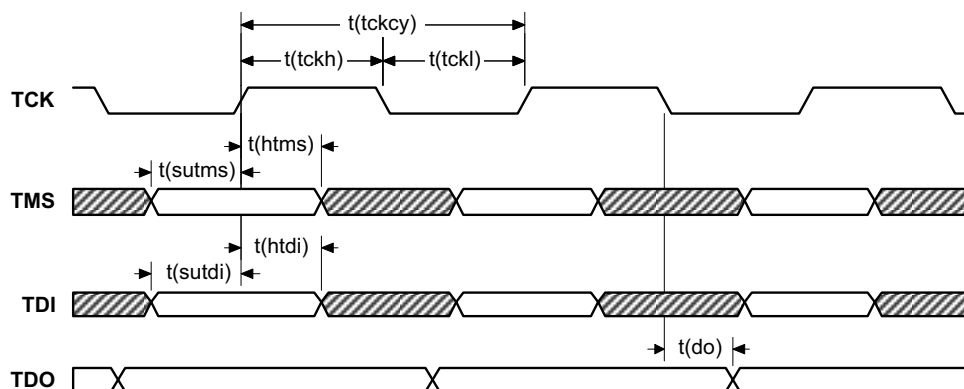 t(tckcy)
t(tckh)
t(tckl)
TCK
t(htms)
t(sutms)
TMS
t(htdi)
t(sutdi)
TDI
t(do)
TDO